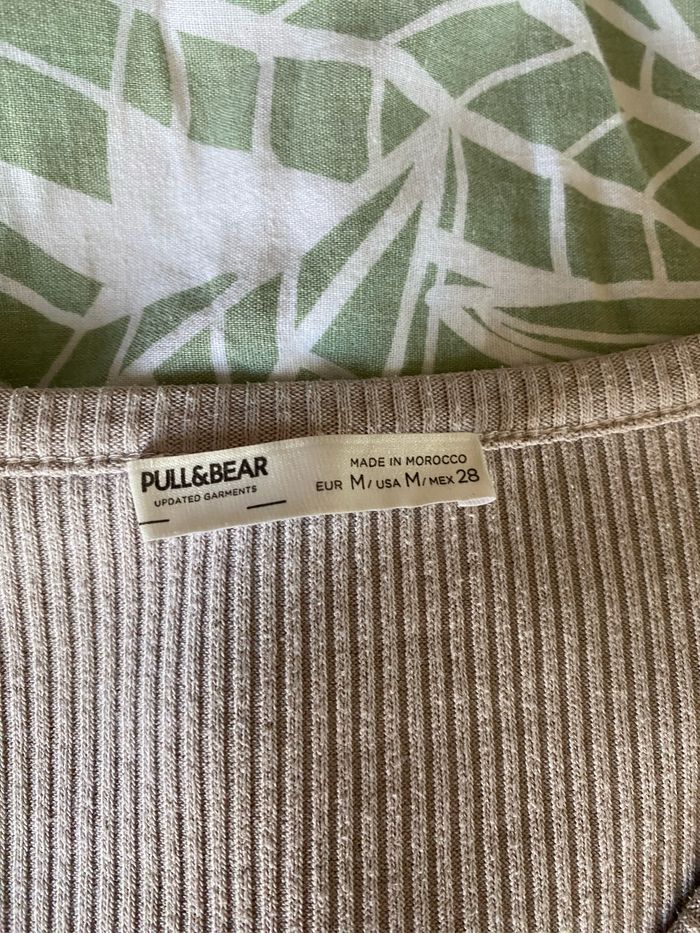 PULL&BEAR
UPDATED GARMENTS
MADE IN MOROCCO
EUR M/ USA M/ MEX 28